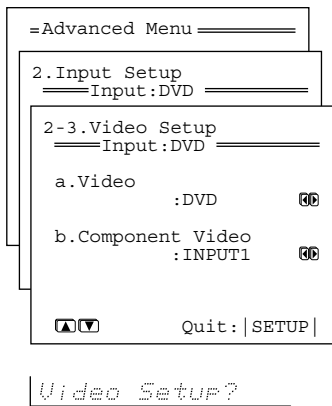 Advanced Menu
2.Input Setup
Input:DVD
2-3.Video Setup
Input:DVD
a.Video
:DVD
b.Component Video
:INPUT1
Quit:|SETUP|
Video Setup?